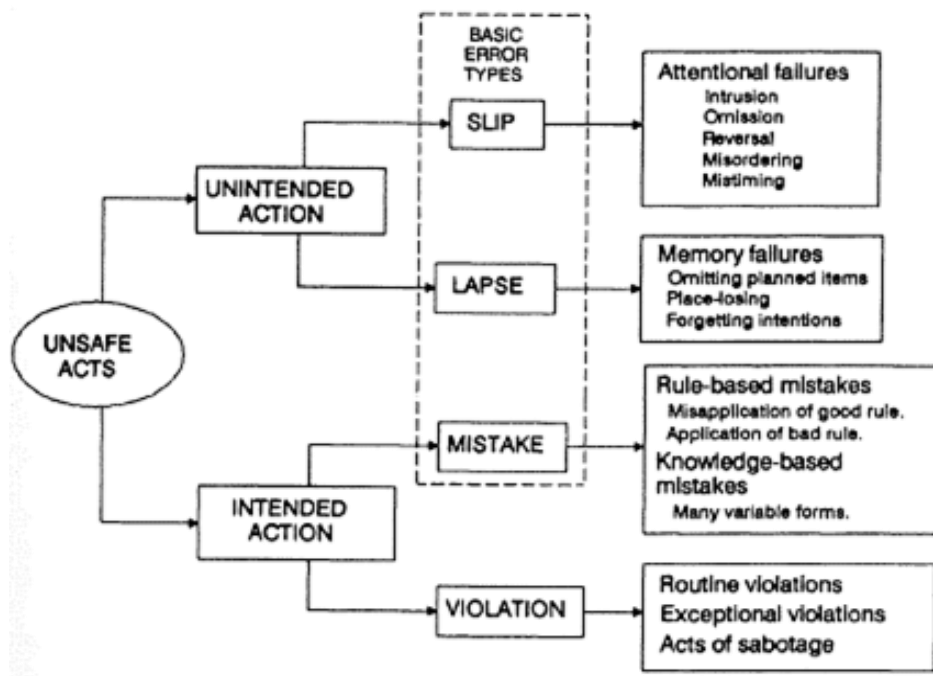 BASIC
ERROR
TYPES
SLIP
Attentional failures
Intrusion
Omission
Reversal
Misordering
Mistiming
UNINTENDED
ACTION
LAPSE
Memory failures
Omitting planned items
Place-losing
Forgetting intentions
UNSAFE
ACTS
MISTAKE
Rule-based mistakes
Misapplication of good rule.
Application of bad rule.
Knowledge-based
mistakes
Many variable forms.
INTENDED
ACTION
VIOLATION
Routine violations
Exceptional violations
Acts of sabotage